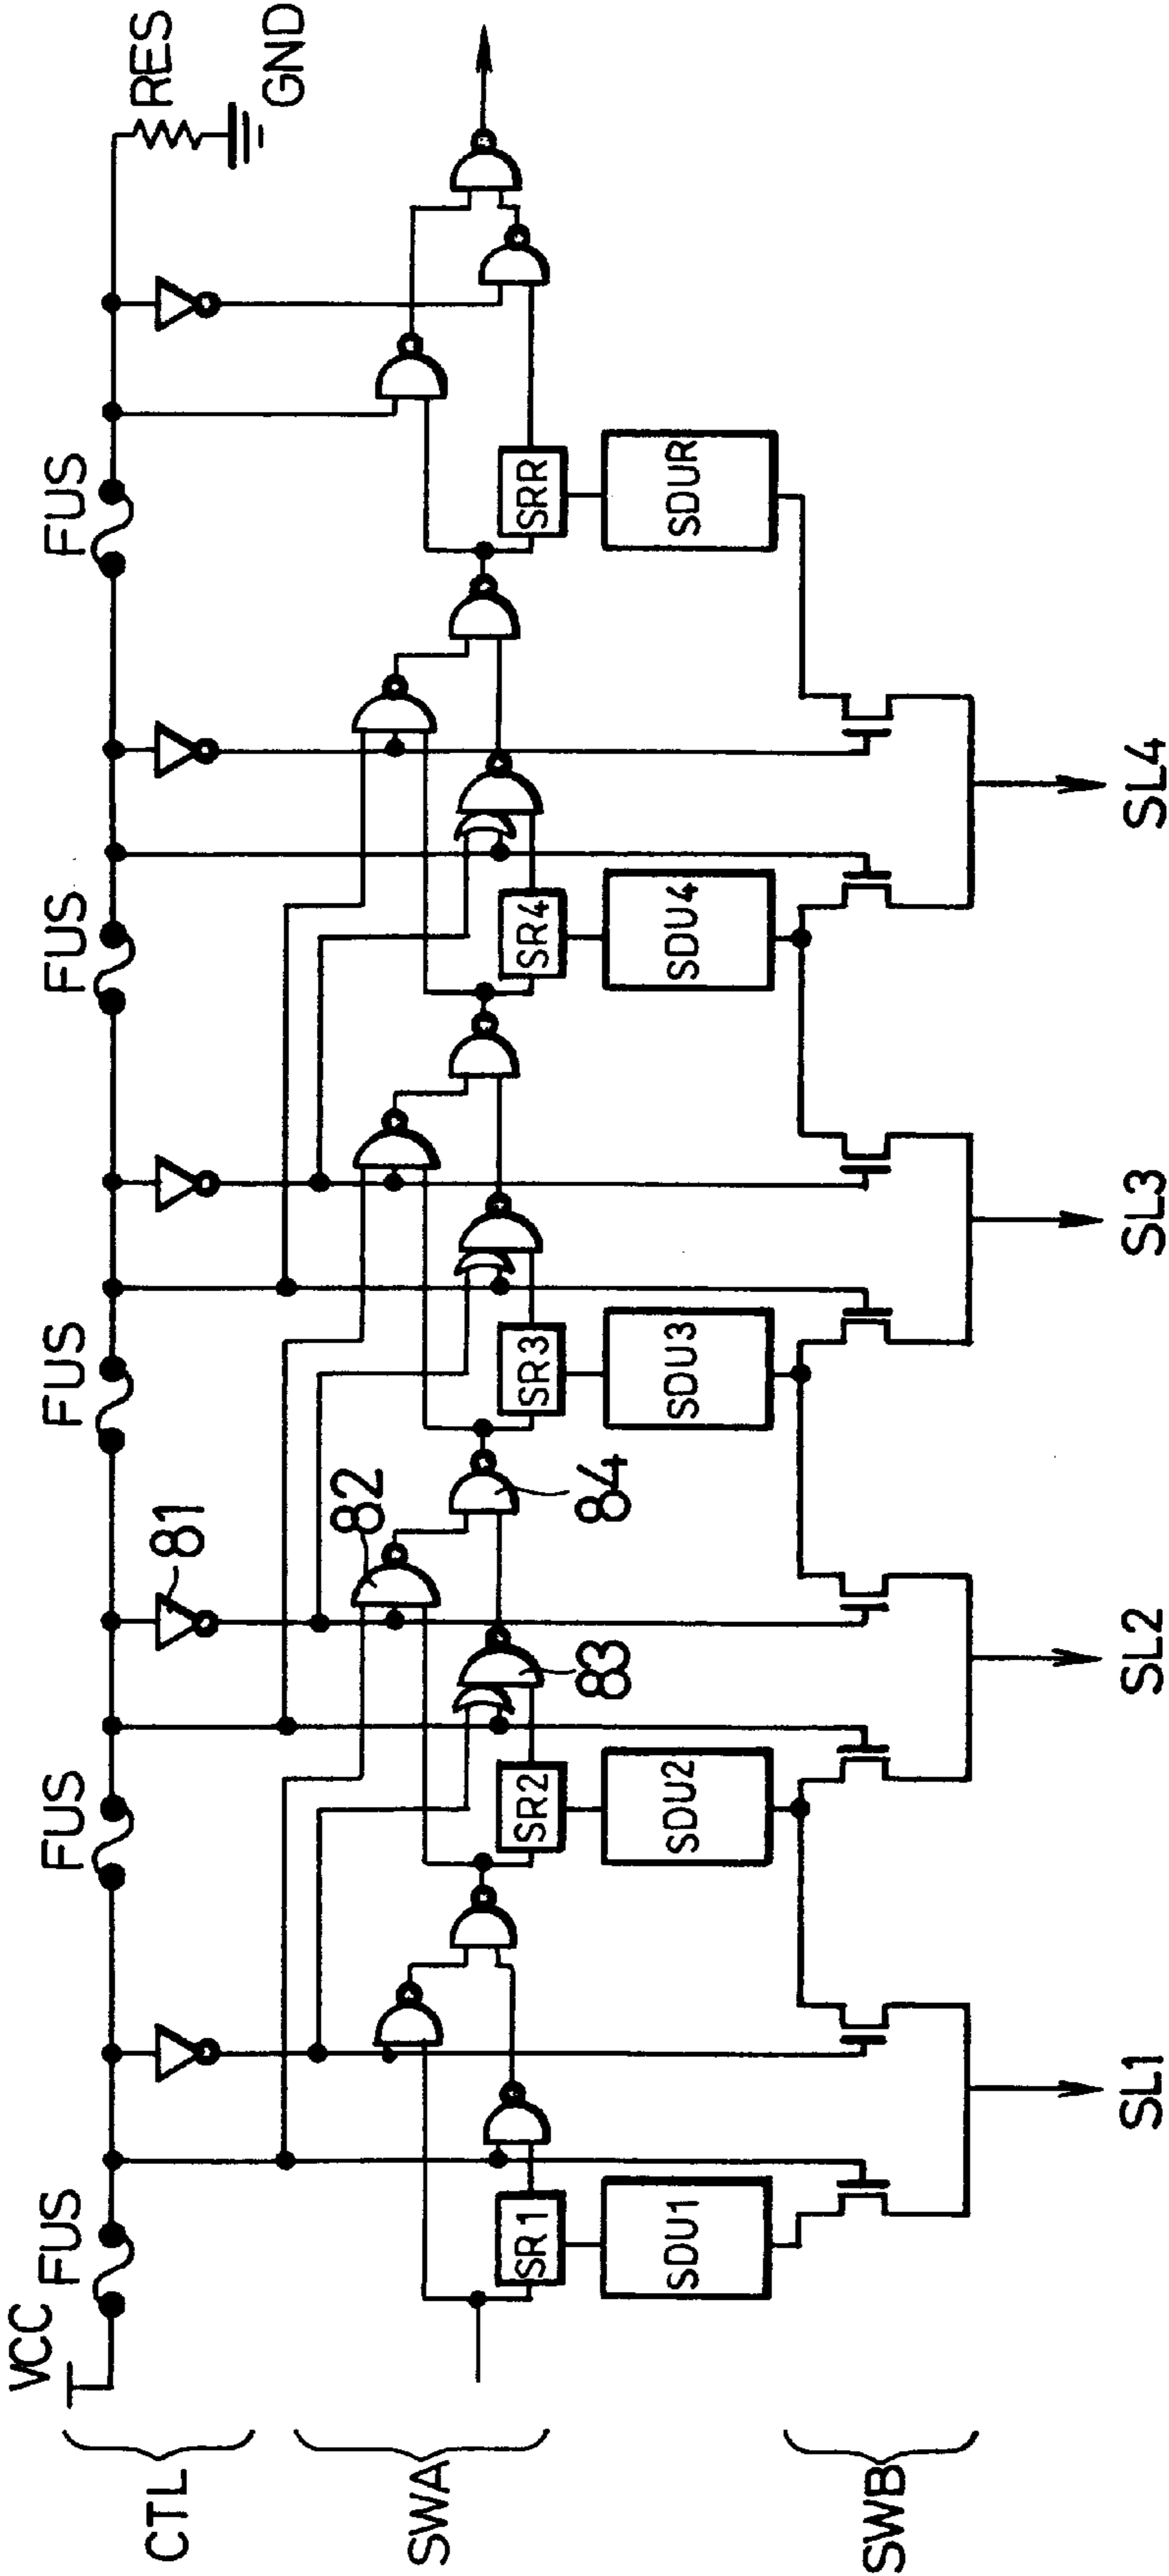 VCC FUS FUS FUS FUS FUS RES
GND
CTL
81
82
SWA
83
84
SR1 SR2 SR3 SR4 SRR
SDU1 SDU2 SDU3 SDU4 SDUR
SWB
SL1 SL2 SL3 SL4